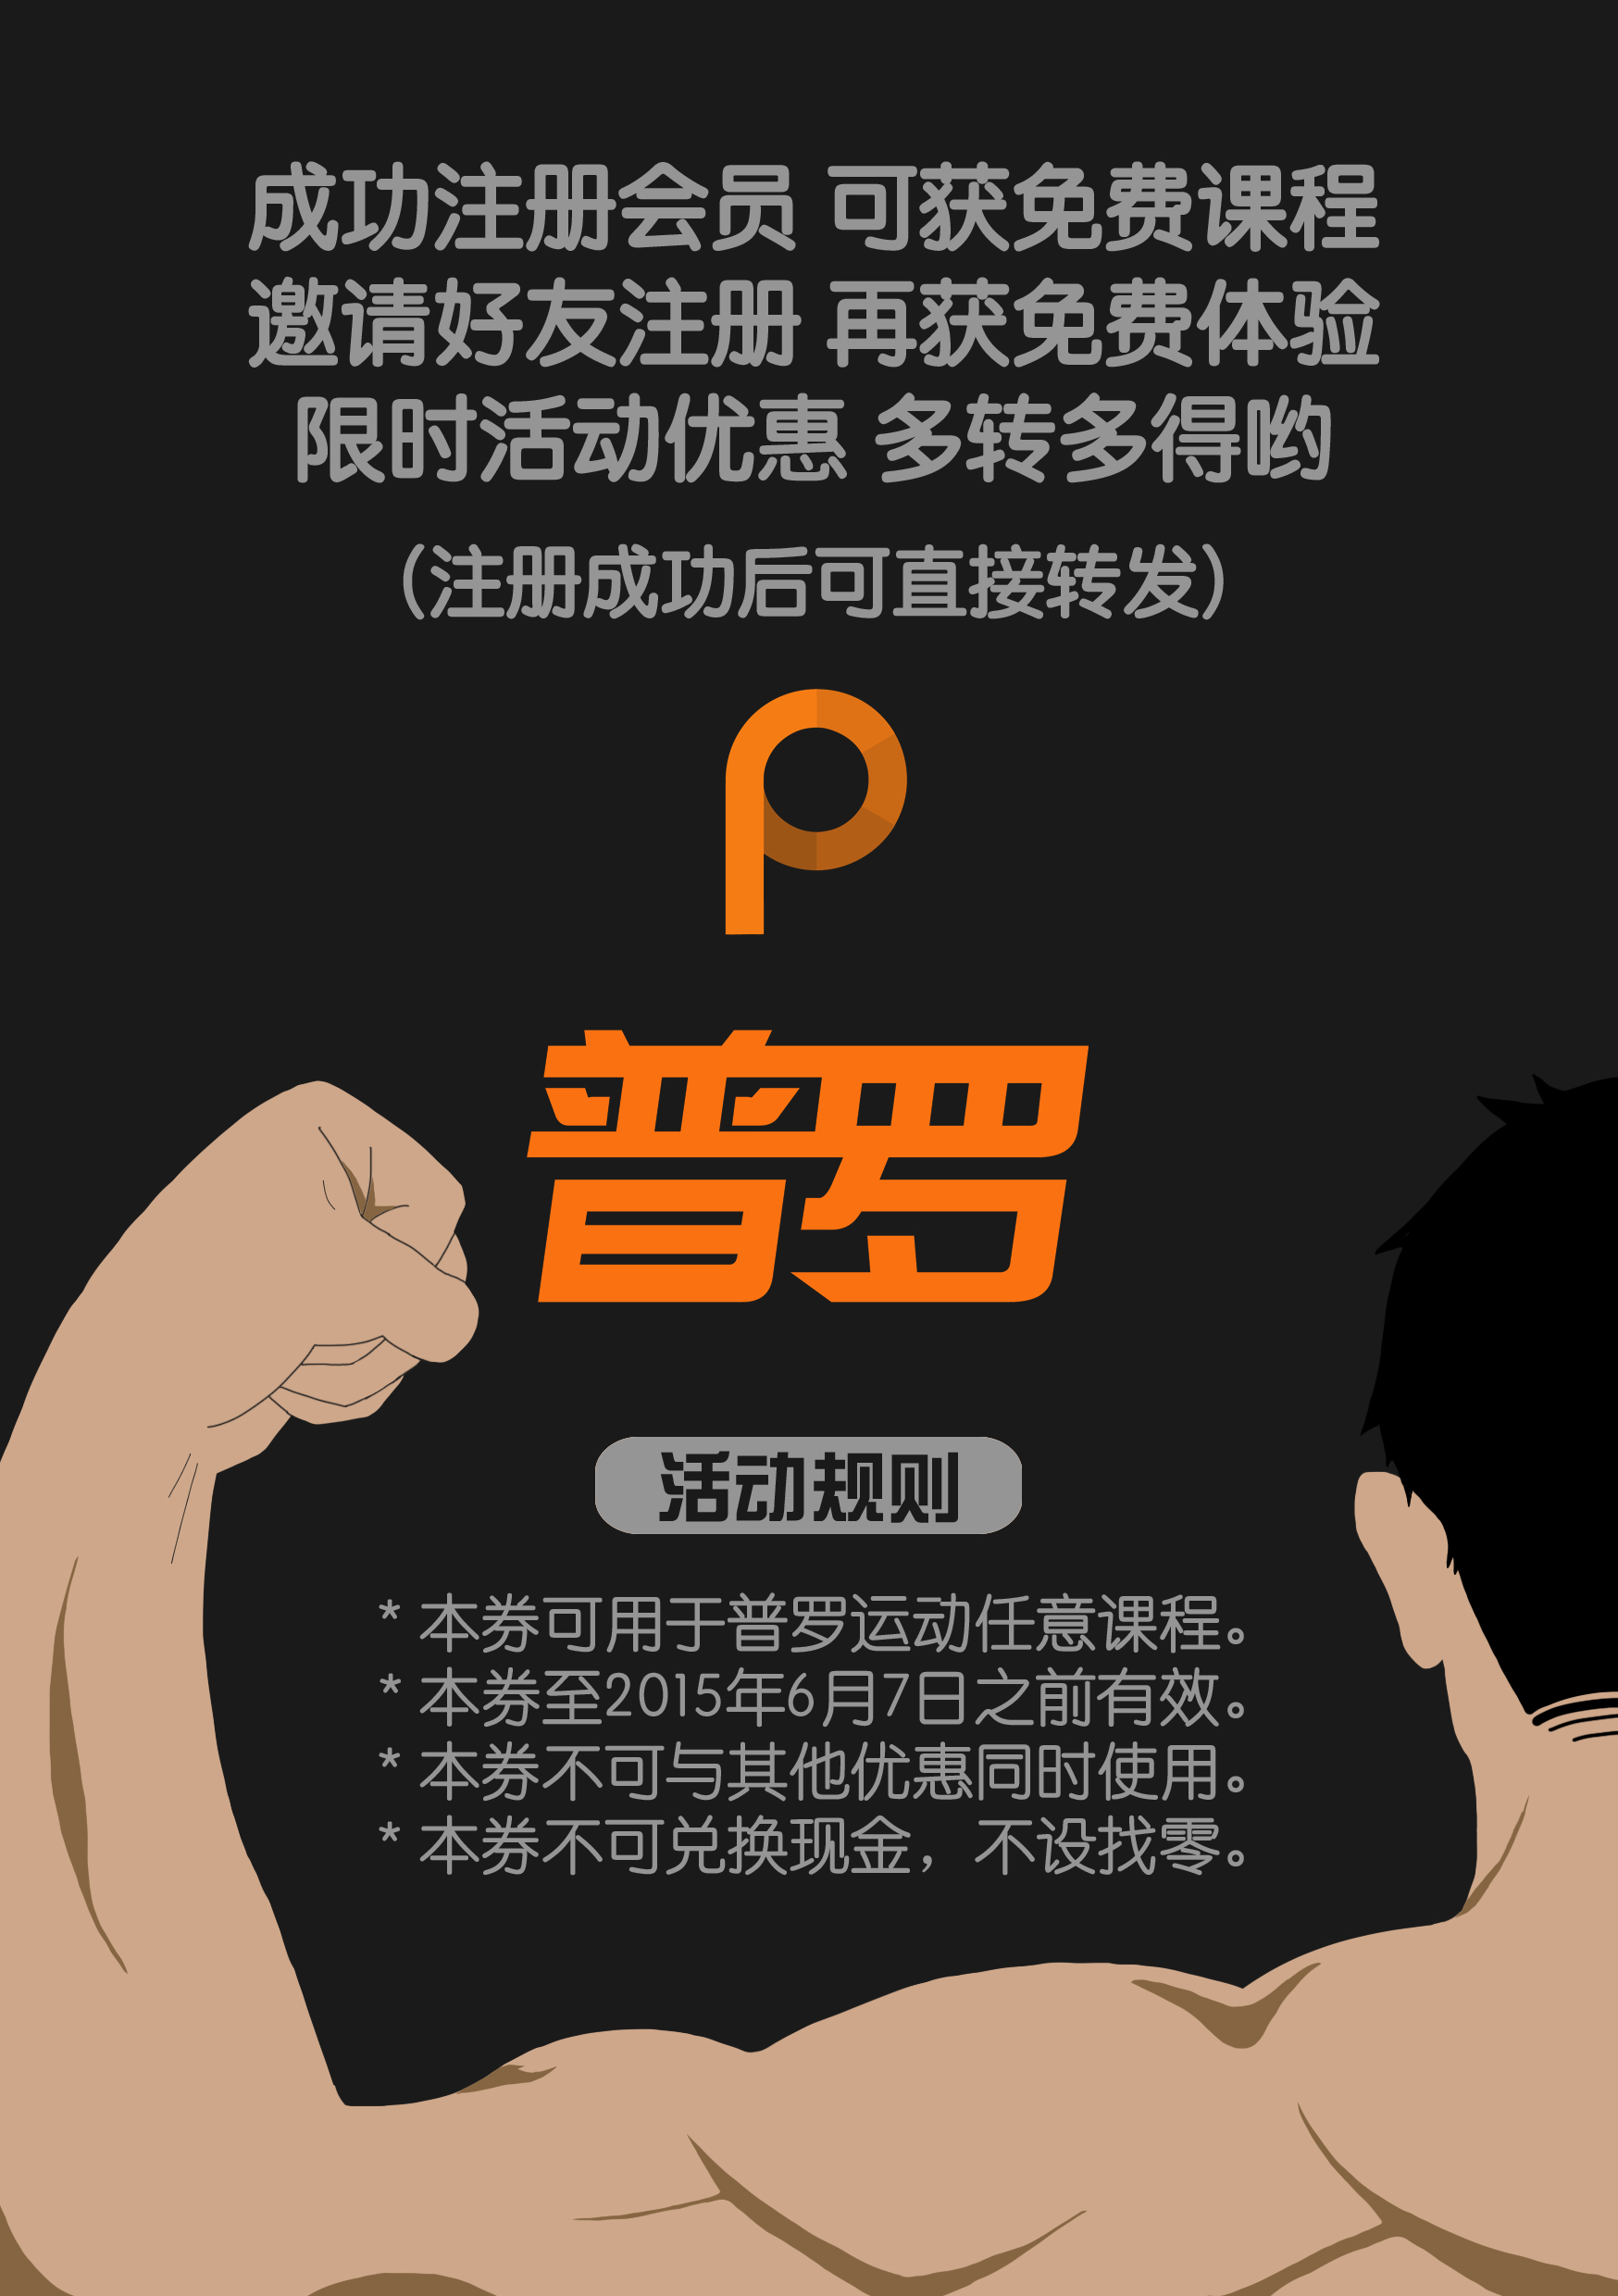 成功注册会员 可获免费课程
邀请好友注册 再获免费体验
限时活动优惠 多转多得哟
(注册成功后可直接转发)
普罗
活动规则
* 本券可用于普罗运动任意课程。
* 本券至2015年6月7日之前有效。
* 本券不可与其他优惠同时使用。
* 本券不可兑换现金，不设找零。